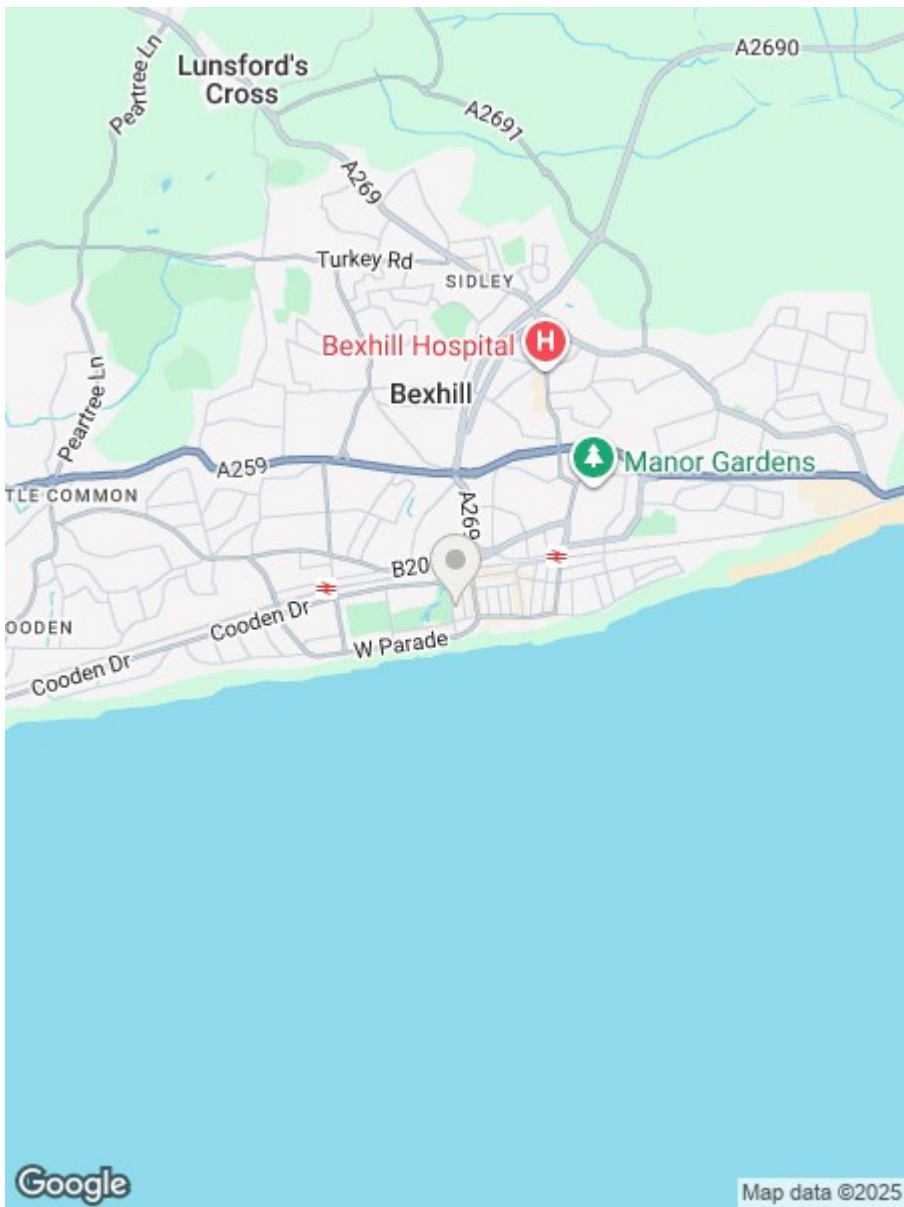 A2690
Lunsford's
Cross
Peartree Ln
A2691
A269
Turkey Rd
SIDLEY
Bexhill Hospital
H
Bexhill
Peartree Ln
A259
Manor Gardens
TLE COMMON
A269
B20
Cooden Dr
OODEN
W Parade
Cooden Dr
Google
Map data ©2025